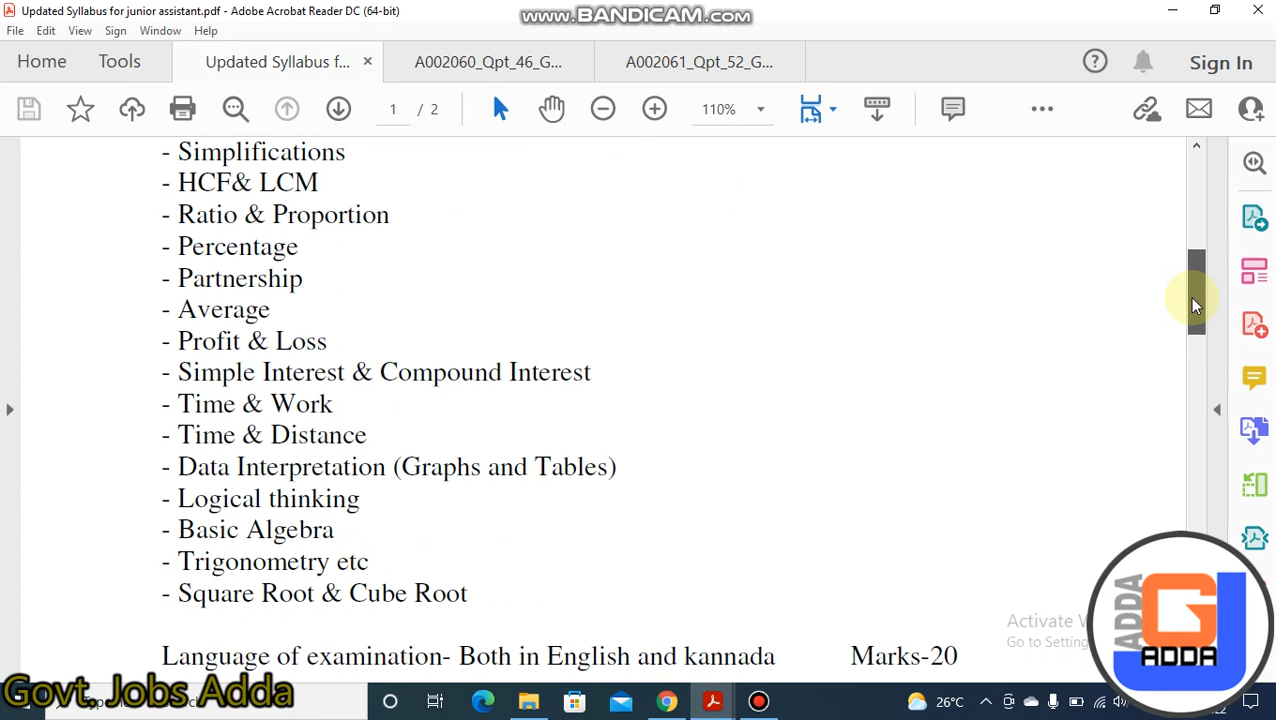 Updated Syllabus for junior assistant.pdf - Adobe Acrobat Reader DC (64-bit)
www.BANDICAM.com
File Edit View Sign Window Help
Home Tools Updated Syllabus f... × A002060_Qpt_46_G... A002061_Qpt_52_G... Sign In
1 / 2 110%
- Simplifications
- HCF& LCM
- Ratio & Proportion
- Percentage
- Partnership
- Average
- Profit & Loss
- Simple Interest & Compound Interest
- Time & Work
- Time & Distance
- Data Interpretation (Graphs and Tables)
- Logical thinking
- Basic Algebra
- Trigonometry etc
- Square Root & Cube Root
Language of examination- Both in English and kannada Marks-20
Activate
Go to Setting
ADDA
GJ
ADDA
Govt. Jobs Adda
26°C